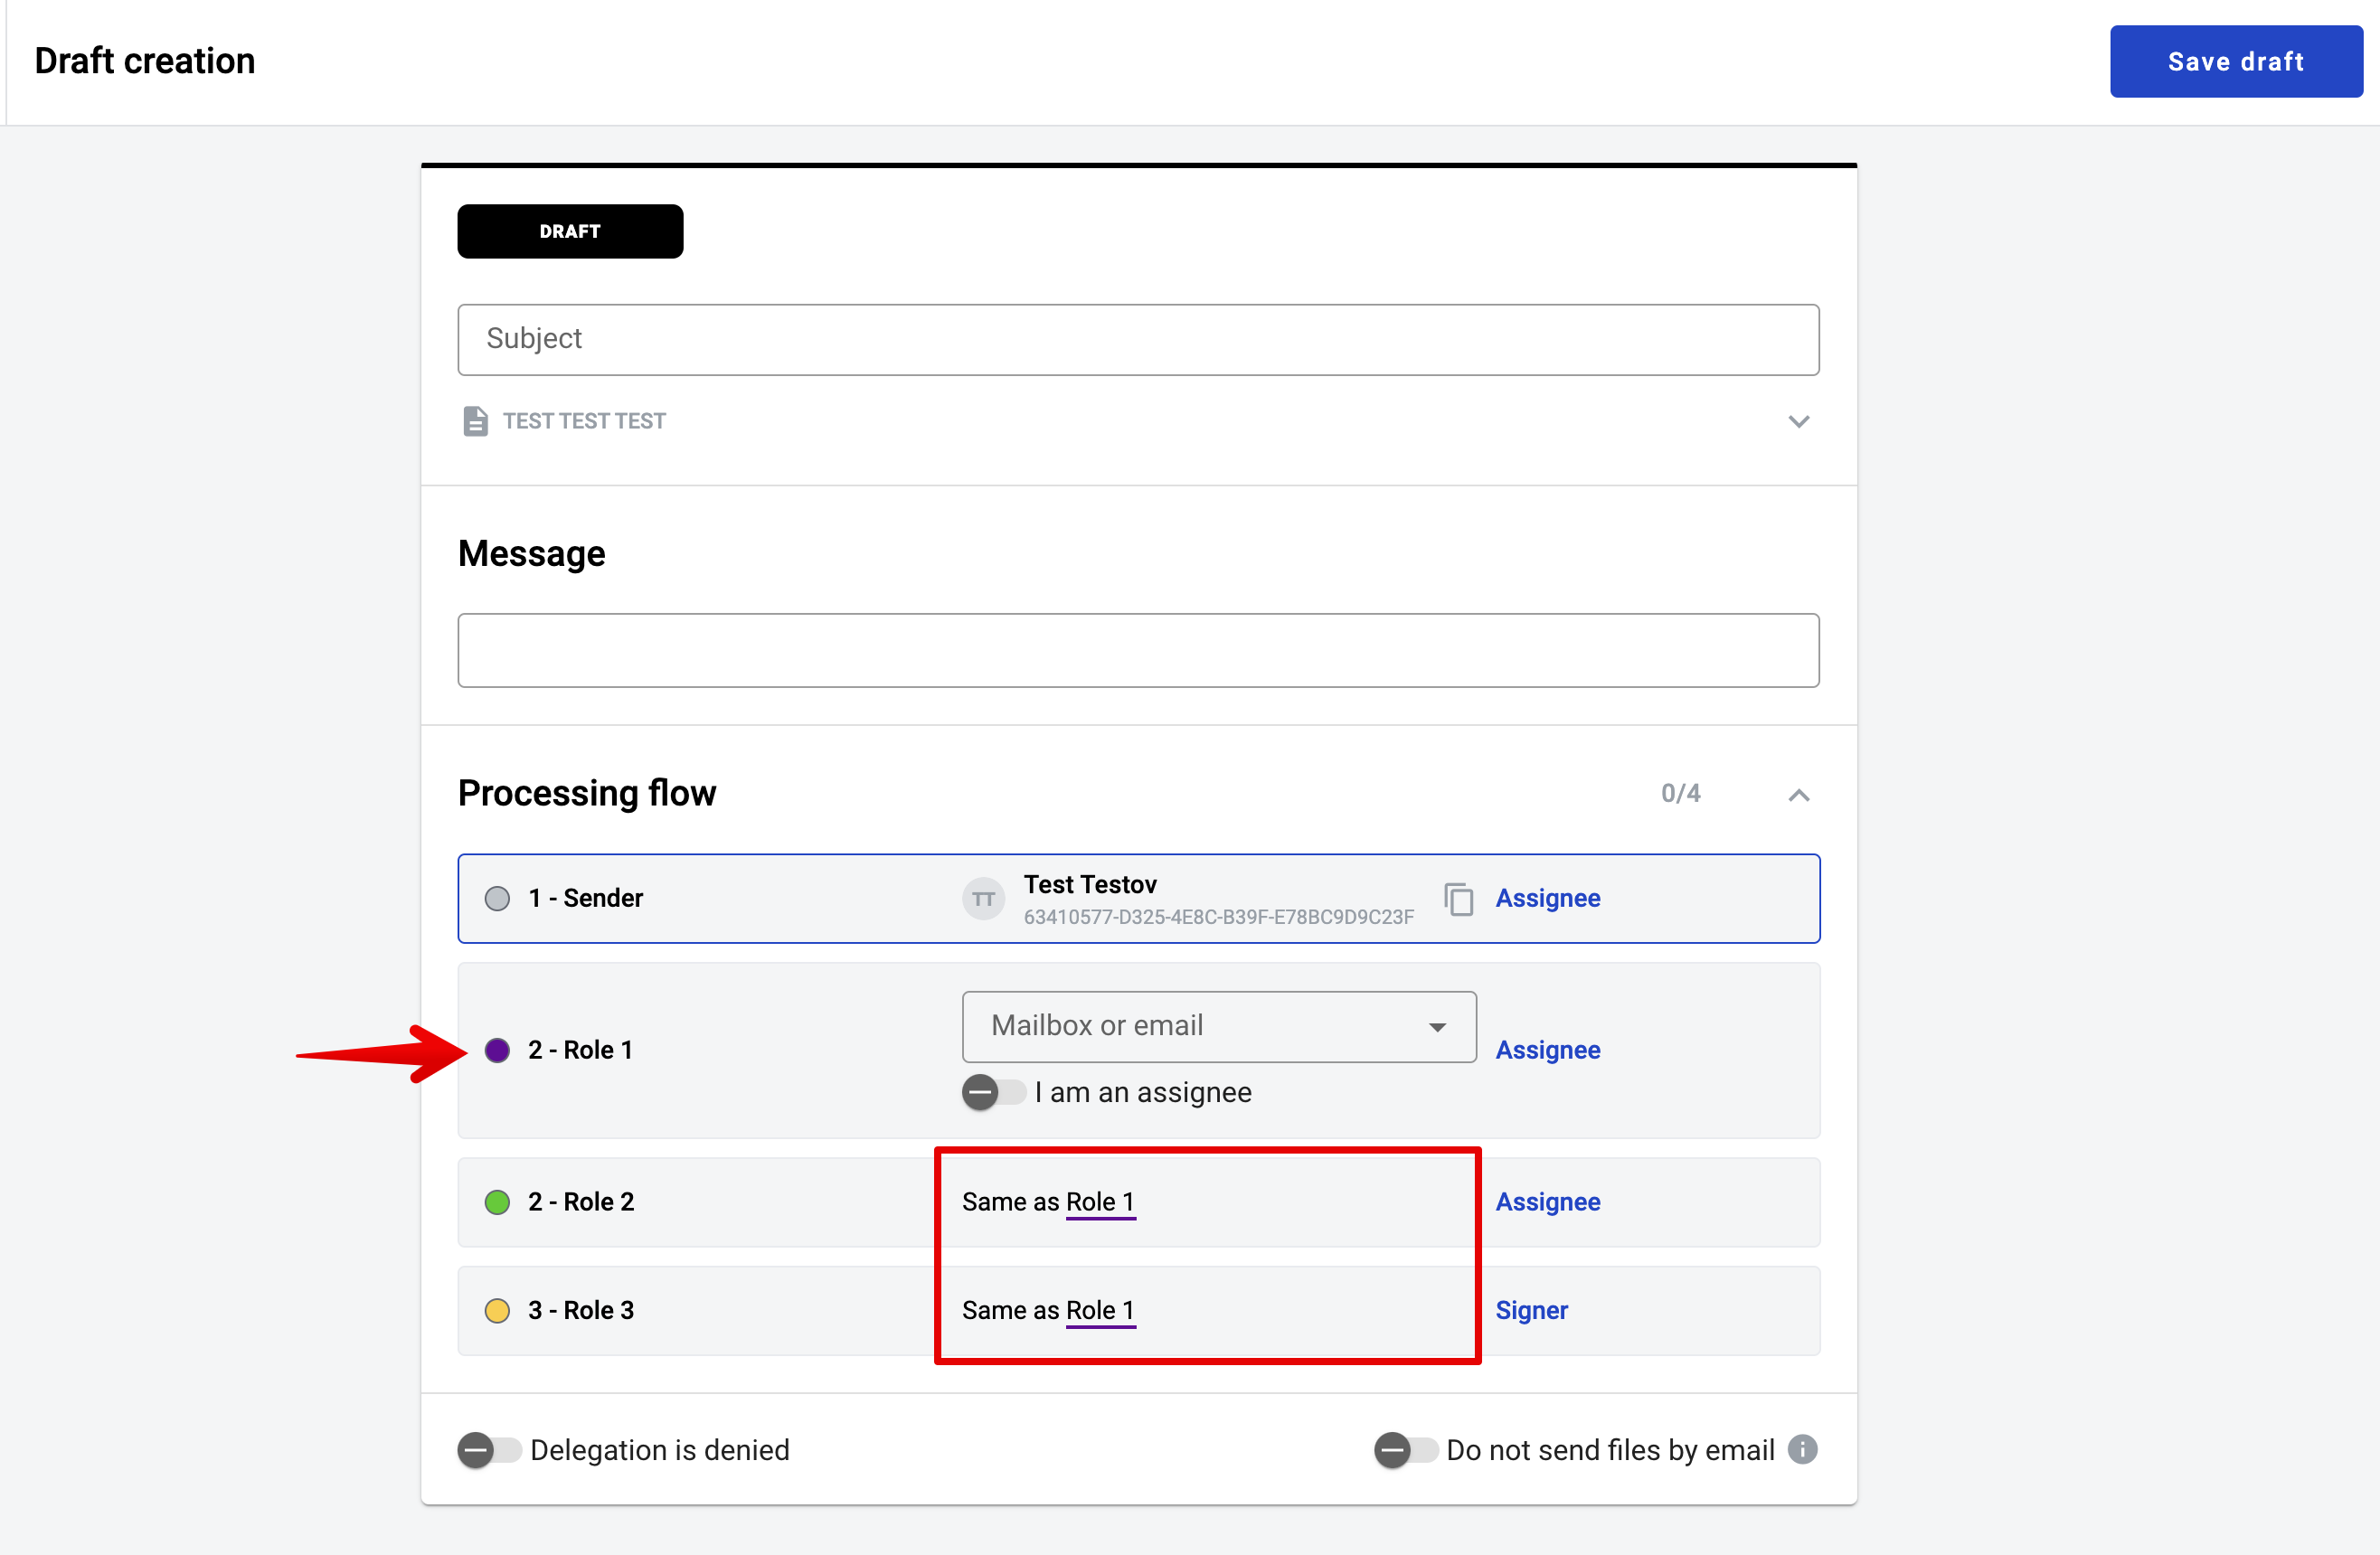 Draft creation
Save draft
DRAFT
Subject
TEST TEST TEST
Message
Processing flow
0/4
1 - Sender
TT
Test Testov
63410577-D325-4E8C-B39F-E78BC9D9C23F
Assignee
2 - Role 1
Mailbox or email
I am an assignee
Assignee
2 - Role 2
Same as Role 1
Assignee
3 - Role 3
Same as Role 1
Signer
Delegation is denied
Do not send files by email